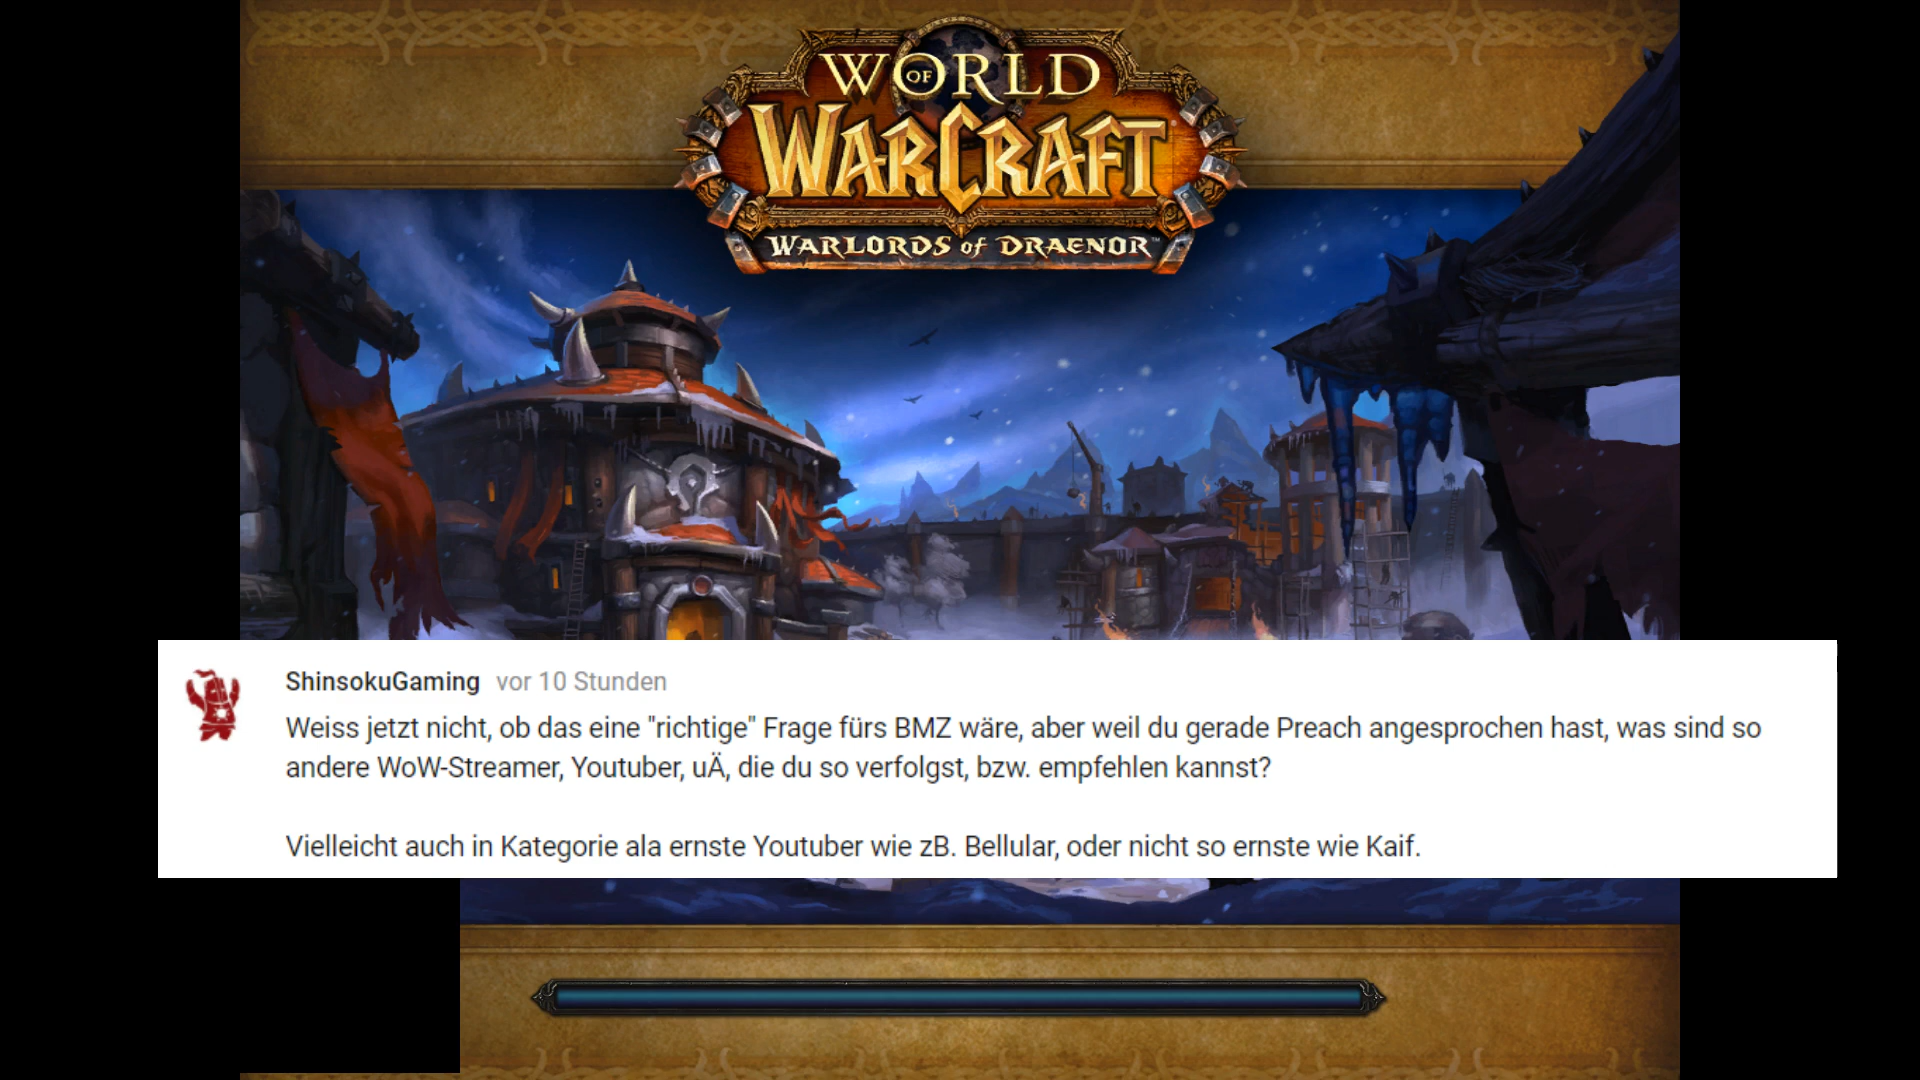 WORLD OF
WARCRAFT
WARLORDS of DRAENOR™
ShinsokuGaming vor 10 Stunden
Weiss jetzt nicht, ob das eine "richtige" Frage fürs BMZ wäre, aber weil du gerade Preach angesprochen hast, was sind so
andere WoW-Streamer, Youtuber, uÄ, die du so verfolgst, bzw. empfehlen kannst?
Vielleicht auch in Kategorie ala ernste Youtuber wie zB. Bellular, oder nicht so ernste wie Kaif.